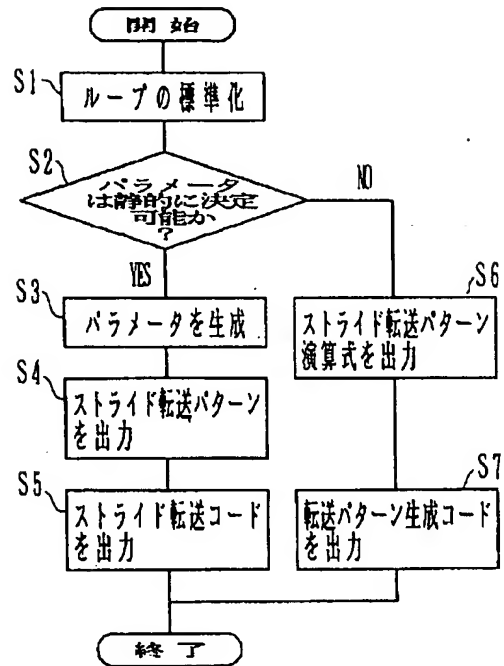 開始
S1
ループの標準化
S2
パラメータ
は静的に決定
可能か
?
NO
YES
S3
パラメータを生成
S6
ストライド転送パターン
演算式を出力
S4
ストライド転送パターン
を出力
S5
ストライド転送コード
を出力
S7
転送パターン生成コード
を出力
終了